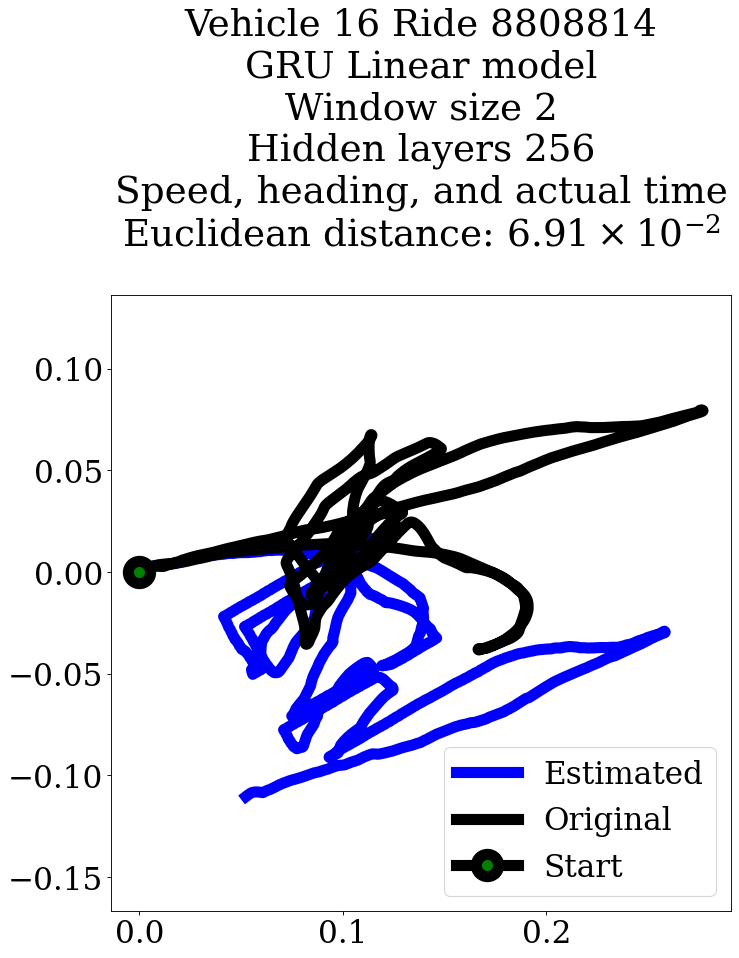 Vehicle 16 Ride 8808814
GRU Linear model
Window size 2
Hidden layers 256
Speed, heading, and actual time
Euclidean distance: 6.91 × 10⁻²
0.10
0.05
0.00
−0.05
−0.10
−0.15
0.0 0.1 0.2
Estimated
Original
Start